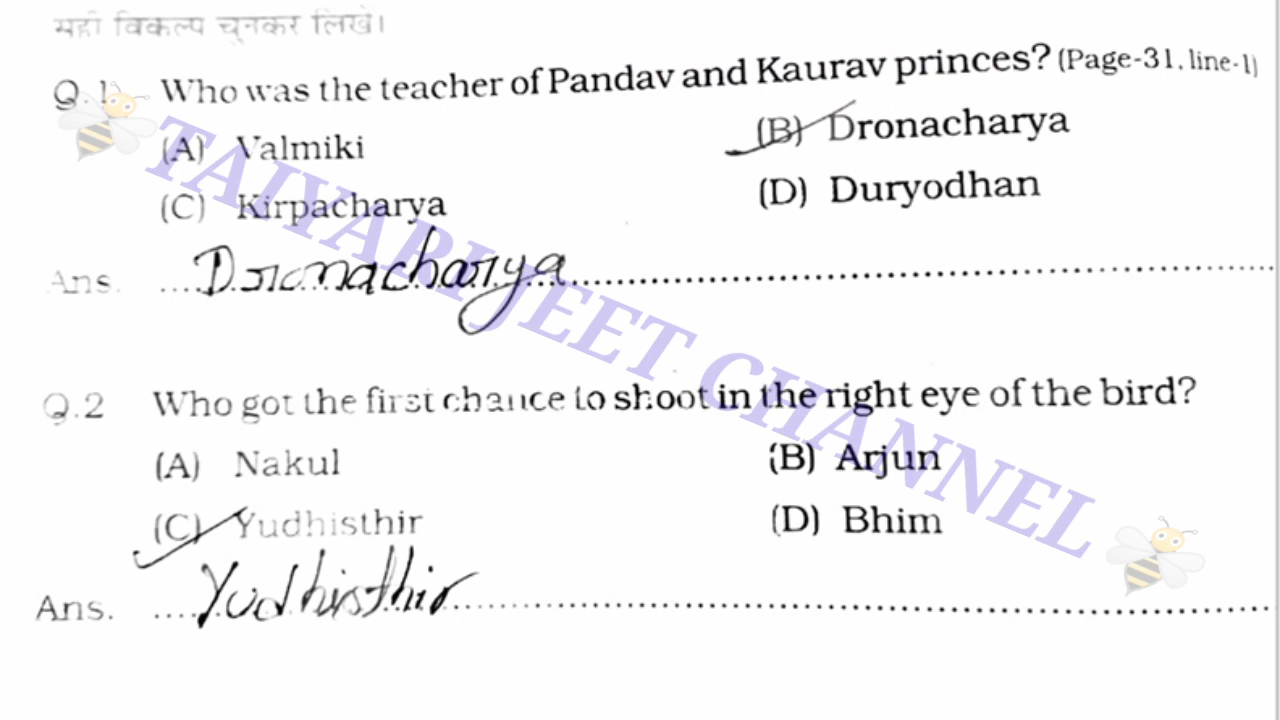 सही विकल्प चुनकर लिखें।
Q.1 Who was the teacher of Pandav and Kaurav princes? (Page-31, line-1)
(A) Valmiki (B) Dronacharya
(C) Kirpacharya (D) Duryodhan
Ans. Dronacharya
TAIYARI JEET CHANNEL
Q.2 Who got the first chance to shoot in the right eye of the bird?
(A) Nakul (B) Arjun
(C) Yudhisthir (D) Bhim
Ans. Yudhisthir